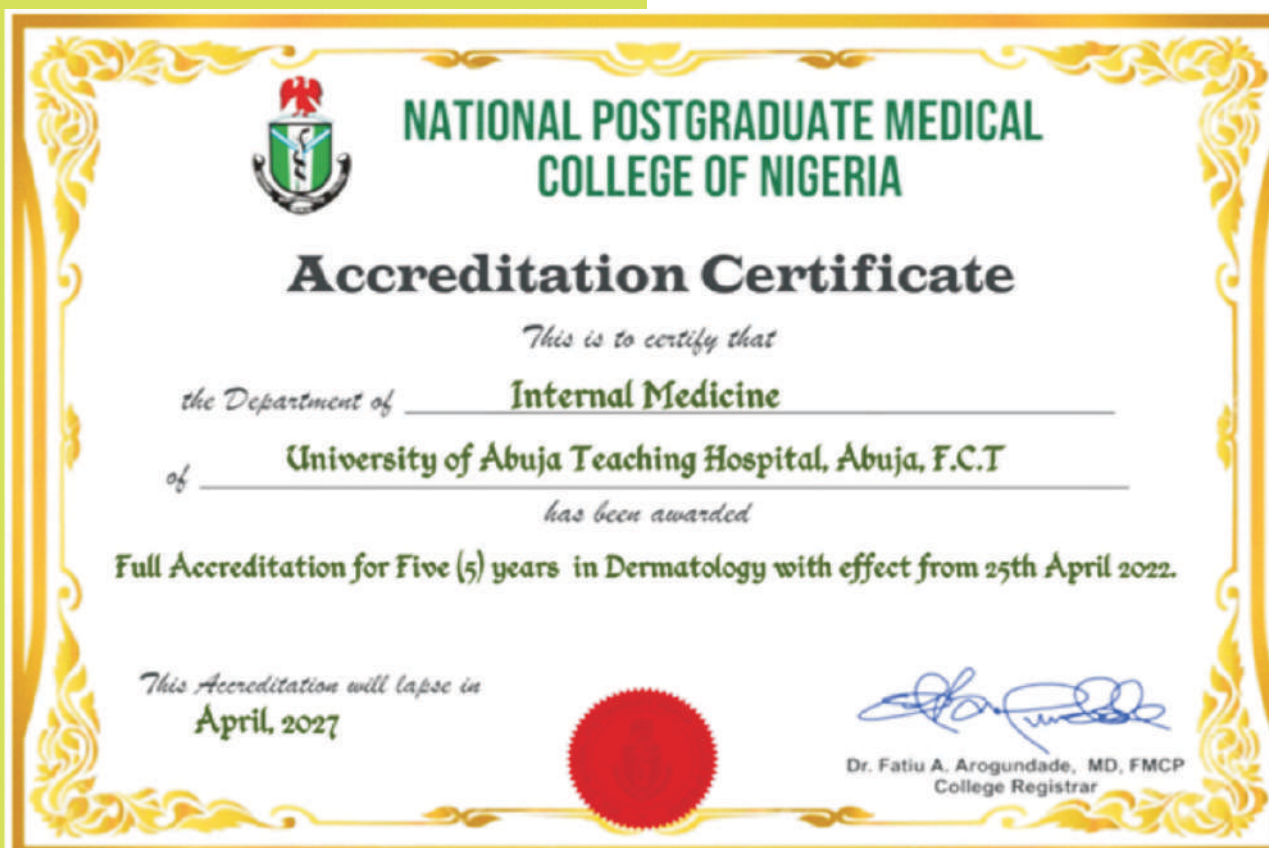 NATIONAL POSTGRADUATE MEDICAL
COLLEGE OF NIGERIA
Accreditation Certificate
This is to certify that
the Department of Internal Medicine
of University of Abuja Teaching Hospital, Abuja, F.C.T
has been awarded
Full Accreditation for Five (5) years in Dermatology with effect from 25th April 2022.
This Accreditation will lapse in
April, 2027
Dr. Fatiu A. Arogundade, MD, FMCP
College Registrar